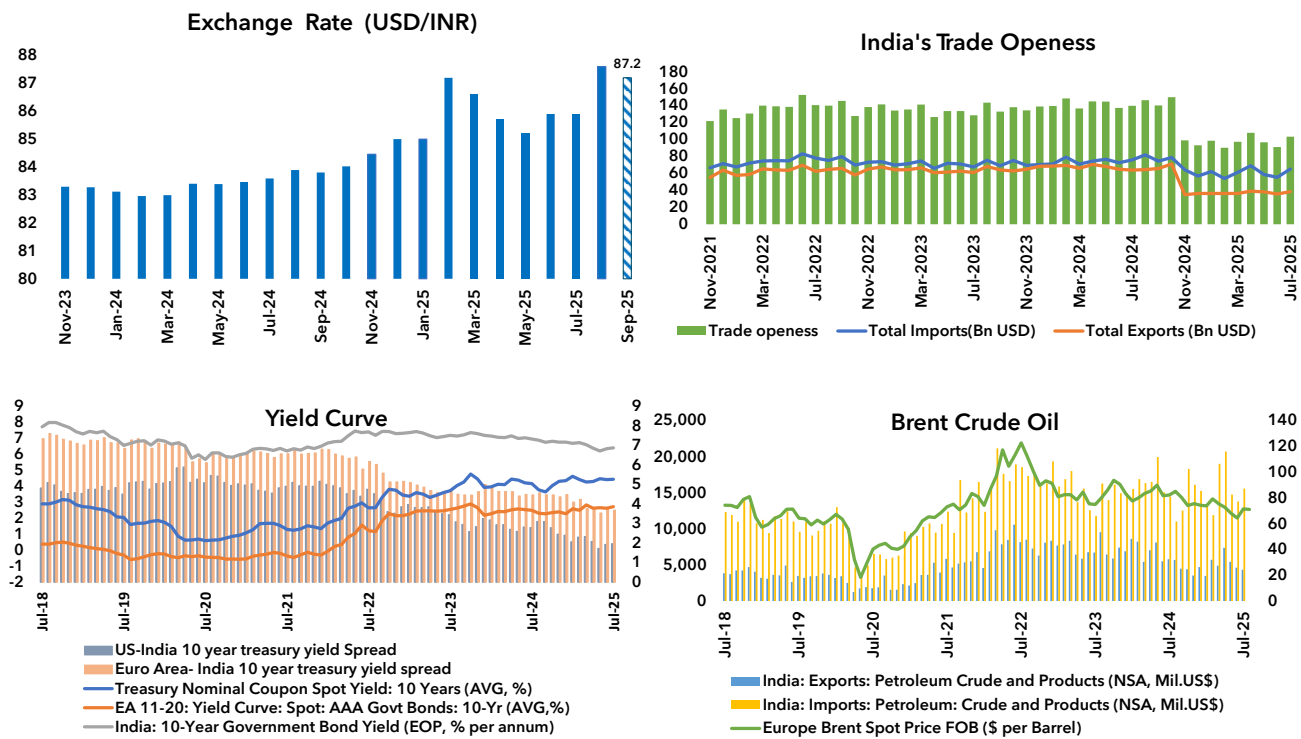 Exchange Rate (USD/INR)
88
87
86
85
84
83
82
81
80
87.2
Nov-23
Jan-24
Mar-24
May-24
Jul-24
Sep-24
Nov-24
Jan-25
Mar-25
May-25
Jul-25
Sep-25
India's Trade Openess
180
160
140
120
100
80
60
40
20
0
Nov-2021
Mar-2022
Jul-2022
Nov-2022
Mar-2023
Jul-2023
Nov-2023
Mar-2024
Jul-2024
Nov-2024
Mar-2025
Jul-2025
Trade openess
Total Imports(Bn USD)
Total Exports (Bn USD)
Yield Curve
9
8
7
6
5
4
3
2
1
0
-1
-2
9
8
7
6
5
4
3
2
1
0
Jul-18
Jul-19
Jul-20
Jul-21
Jul-22
Jul-23
Jul-24
Jul-25
US-India 10 year treasury yield Spread
Euro Area- India 10 year treasury yield spread
Treasury Nominal Coupon Spot Yield: 10 Years (AVG, %)
EA 11-20: Yield Curve: Spot: AAA Govt Bonds: 10-Yr (AVG,%)
India: 10-Year Government Bond Yield (EOP, % per annum)
Brent Crude Oil
25,000
20,000
15,000
10,000
5,000
0
140
120
100
80
60
40
20
0
Jul-18
Jul-19
Jul-20
Jul-21
Jul-22
Jul-23
Jul-24
Jul-25
India: Exports: Petroleum Crude and Products (NSA, Mil.US$)
India: Imports: Petroleum: Crude and Products (NSA, Mil.US$)
Europe Brent Spot Price FOB ($ per Barrel)